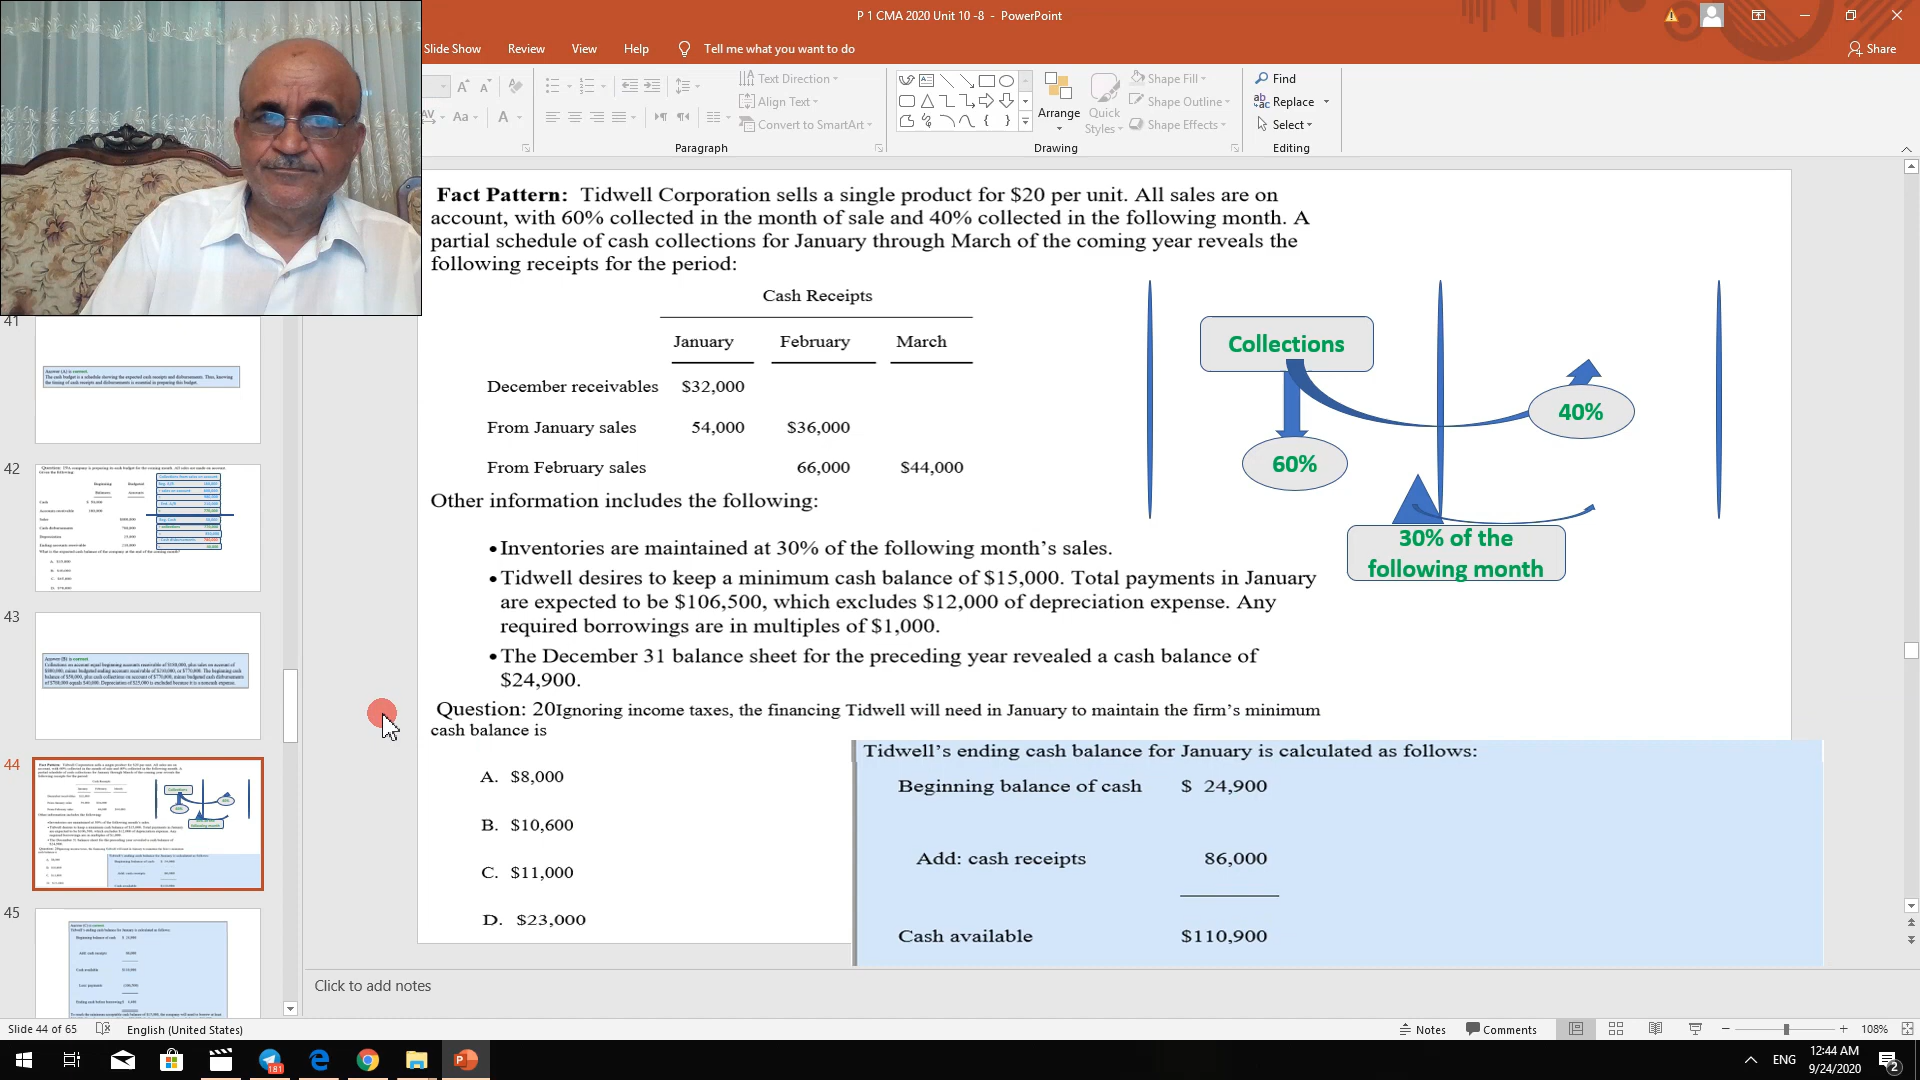 P 1 CMA 2020 Unit 10 -8 - PowerPoint
Slide Show Review View Help Tell me what you want to do
Share
Text Direction
Align Text
Convert to SmartArt
Paragraph
Arrange
Quick
Styles
Shape Fill
Shape Outline
Shape Effects
Drawing
Find
Replace
Select
Editing
Fact Pattern: Tidwell Corporation sells a single product for $20 per unit. All sales are on
account, with 60% collected in the month of sale and 40% collected in the following month. A
partial schedule of cash collections for January through March of the coming year reveals the
following receipts for the period:
Cash Receipts
January February March
December receivables $32,000
From January sales 54,000 $36,000
From February sales 66,000 $44,000
Other information includes the following:
• Inventories are maintained at 30% of the following month's sales.
• Tidwell desires to keep a minimum cash balance of $15,000. Total payments in January
are expected to be $106,500, which excludes $12,000 of depreciation expense. Any
required borrowings are in multiples of $1,000.
• The December 31 balance sheet for the preceding year revealed a cash balance of
$24,900.
Question: 20Ignoring income taxes, the financing Tidwell will need in January to maintain the firm's minimum
cash balance is
A. $8,000
B. $10,600
C. $11,000
D. $23,000
Collections
60%
40%
30% of the
following month
Tidwell's ending cash balance for January is calculated as follows:
Beginning balance of cash $ 24,900
Add: cash receipts 86,000
Cash available $110,900
41
42
43
44
45
Click to add notes
Slide 44 of 65 English (United States)
Notes Comments 108%
181
ENG
12:44 AM
9/24/2020
2